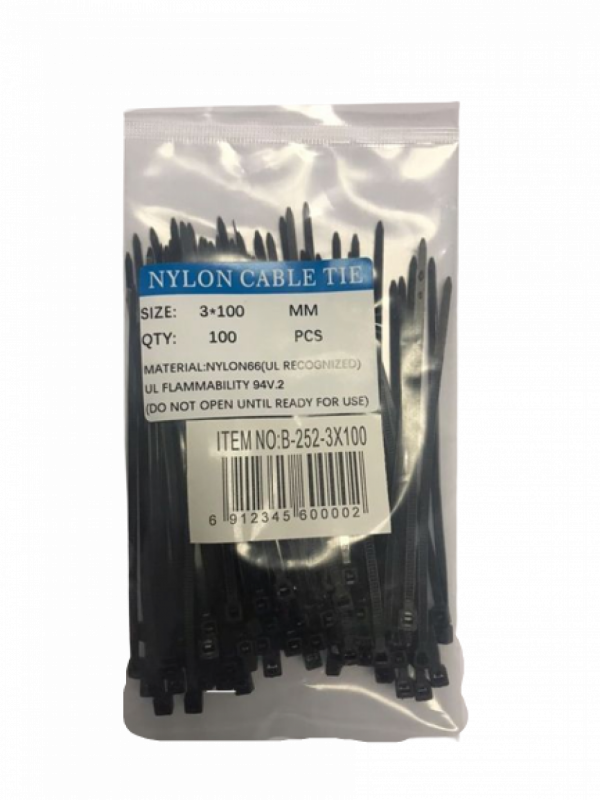 NYLON CABLE TIE
SIZE: 3*100 MM
QTY: 100 PCS
MATERIAL:NYLON66(UL RECOGNIZED)
UL FLAMMABILITY 94V.2
(DO NOT OPEN UNTIL READY FOR USE)
ITEM NO:B-252-3X100
6 912345 600002